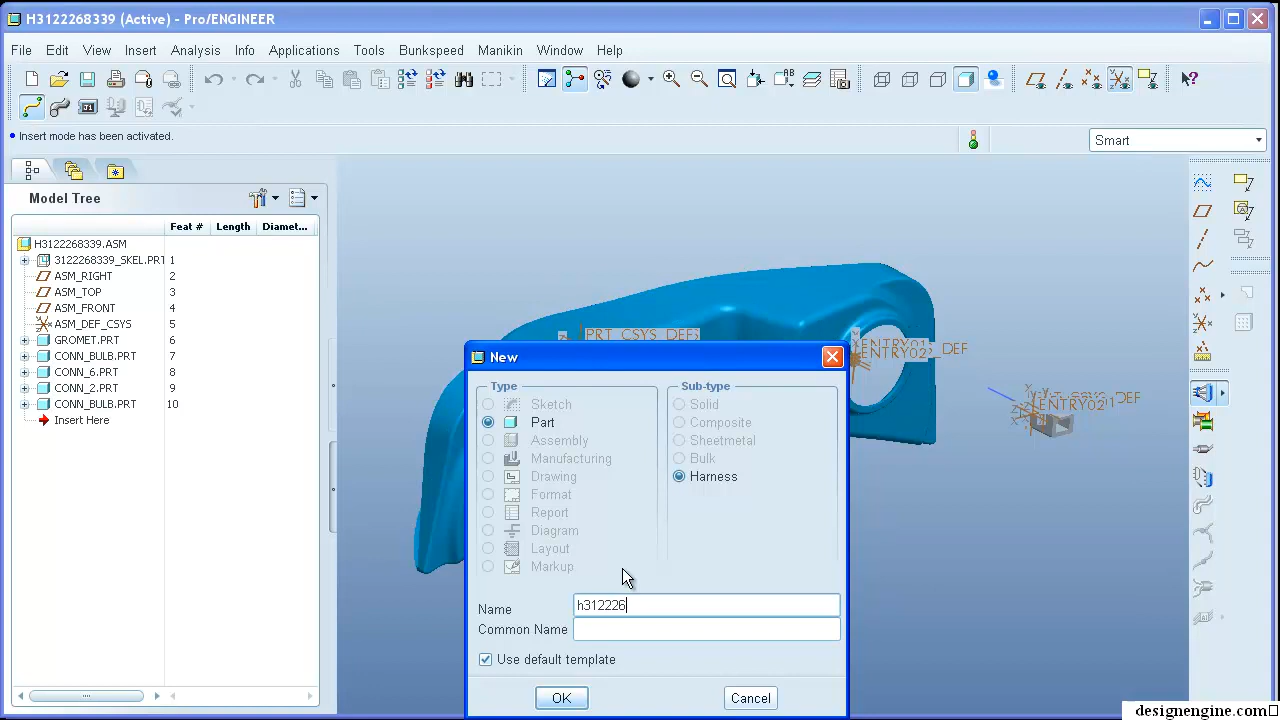 H3122268339 (Active) - Pro/ENGINEER
File Edit View Insert Analysis Info Applications Tools Bunkspeed Manikin Window Help
Insert mode has been activated.
Smart
Model Tree
Feat # Length Diamet...
H3122268339.ASM
3122268339_SKEL.PRT 1
ASM_RIGHT 2
ASM_TOP 3
ASM_FRONT 4
ASM_DEF_CSYS 5
GROMET.PRT 6
CONN_BULB.PRT 7
CONN_6.PRT 8
CONN_2.PRT 9
CONN_BULB.PRT 10
Insert Here
PRT_CSYS_DEF
New
Type
Sub-type
Sketch
Part
Assembly
Manufacturing
Drawing
Format
Report
Diagram
Layout
Markup
Solid
Composite
Sheetmetal
Bulk
Harness
Name h312226
Common Name
Use default template
OK Cancel
designengine.com